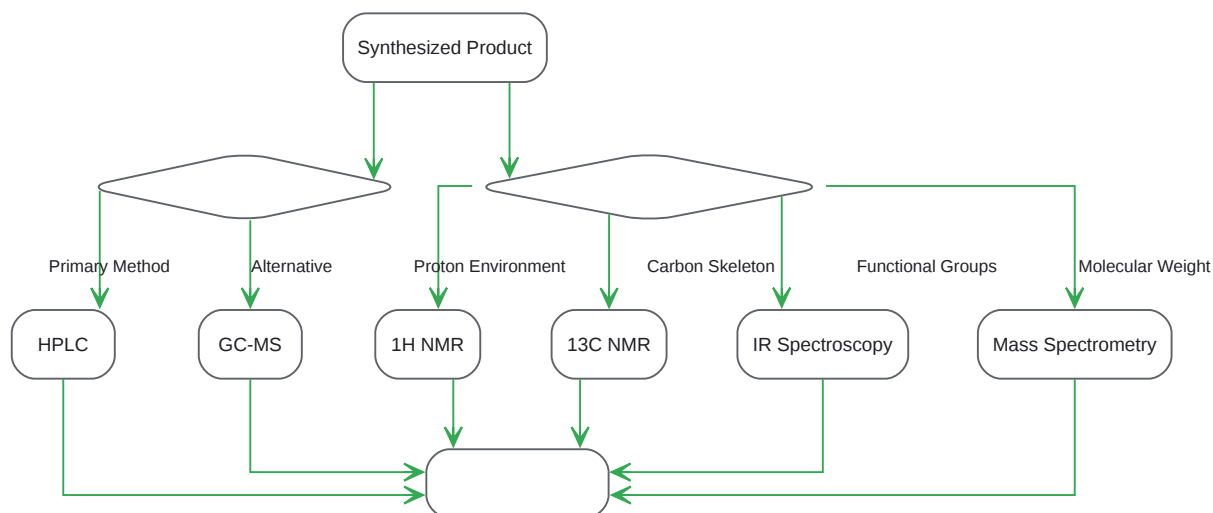 Synthesized Product
Primary Method
Alternative
Proton Environment
Carbon Skeleton
Functional Groups
Molecular Weight
HPLC
GC-MS
1H NMR
13C NMR
IR Spectroscopy
Mass Spectrometry